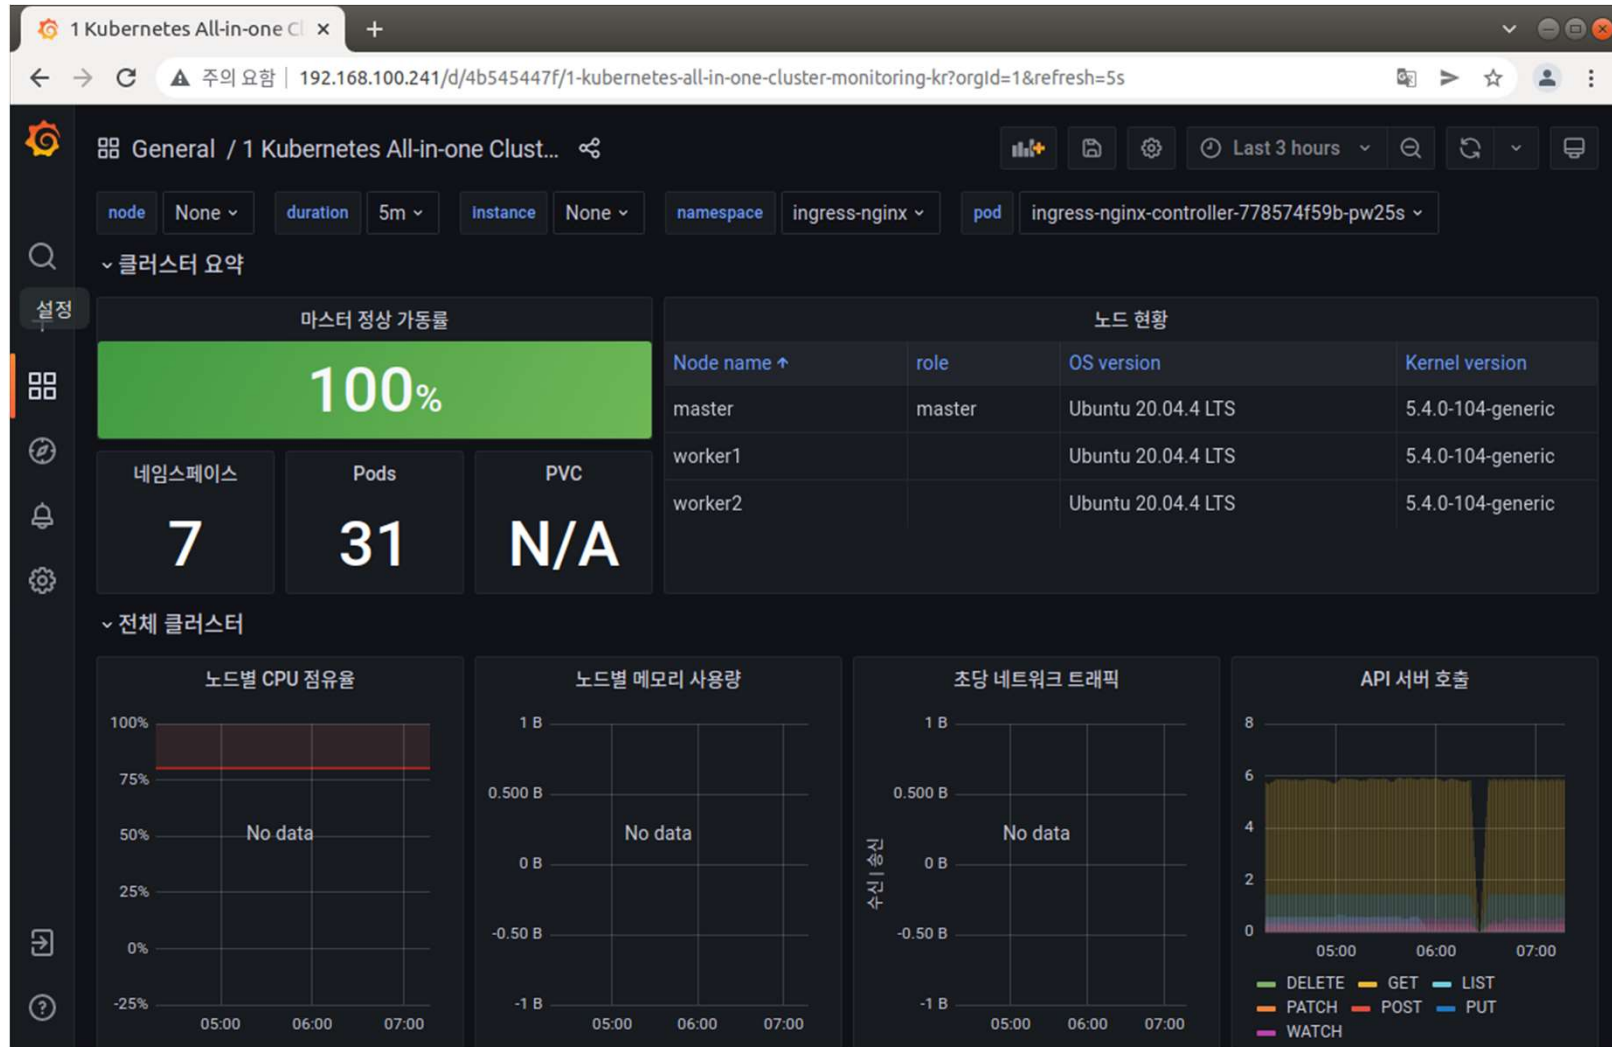 1 Kubernetes All-in-one Cl
주의 요함 192.168.100.241/d/4b545447f/1-kubernetes-all-in-one-cluster-monitoring-kr?orgId=1&refresh=5s
General / 1 Kubernetes All-in-one Clust... Last 3 hours
node None duration 5m instance None namespace ingress-nginx pod ingress-nginx-controller-778574f59b-pw25s
클러스터 요약
설정
마스터 정상 가동률
100%
네임스페이스
7
Pods
31
PVC
N/A
노드 현황
Node name role OS version Kernel version
master master Ubuntu 20.04.4 LTS 5.4.0-104-generic
worker1 Ubuntu 20.04.4 LTS 5.4.0-104-generic
worker2 Ubuntu 20.04.4 LTS 5.4.0-104-generic
전체 클러스터
노드별 CPU 점유율
100%
75%
50%
25%
0%
-25%
No data
05:00 06:00 07:00
노드별 메모리 사용량
1 B
0.500 B
0 B
-0.50 B
-1 B
No data
05:00 06:00 07:00
초당 네트워크 트래픽
수신 | 송신
1 B
0.500 B
0 B
-0.50 B
-1 B
No data
05:00 06:00 07:00
API 서버 호출
8
6
4
2
0
05:00 06:00 07:00
DELETE GET LIST
PATCH POST PUT
WATCH